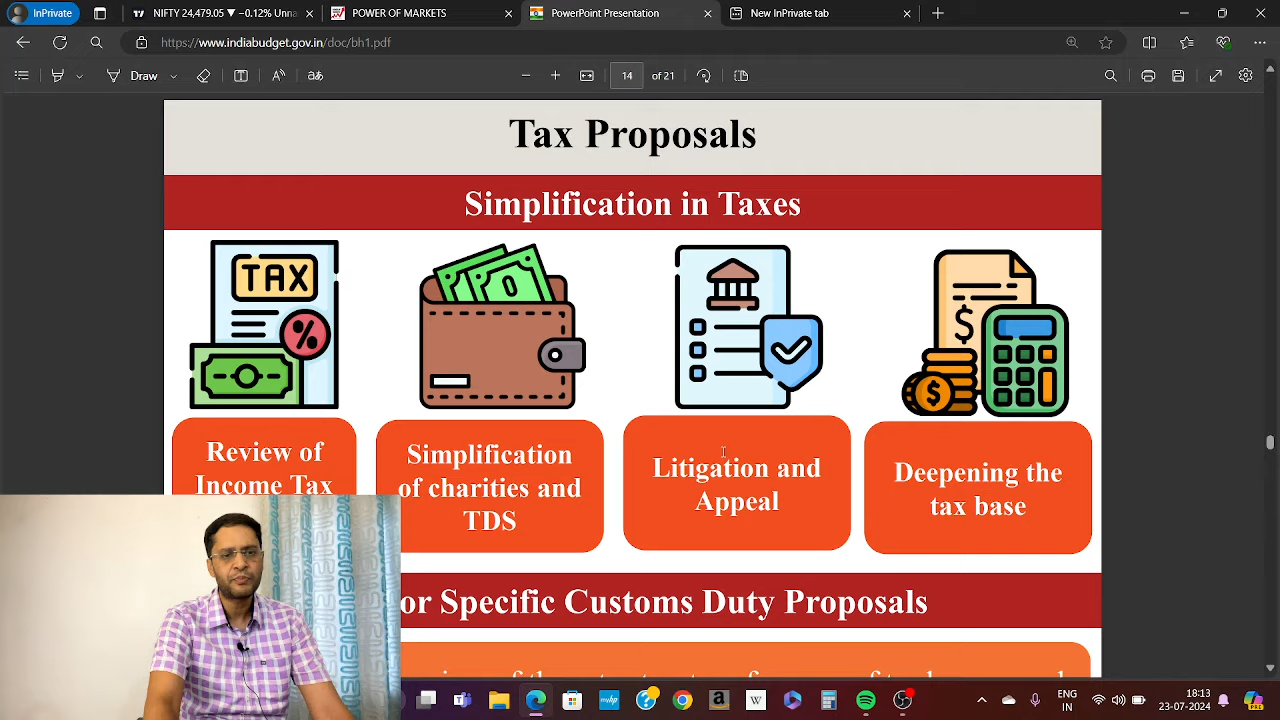 InPrivate
NIFTY 24,479.05 ▼ −0.12% Unna
POWER OF MARKETS
PowerPoint Presentation
New InPrivate tab
https://www.indiabudget.gov.in/doc/bh1.pdf
Draw
14 of 21
Tax Proposals
Simplification in Taxes
TAX
%
Review of
Income Tax
Simplification
of charities and
TDS
Litigation and
Appeal
Deepening the
tax base
or Specific Customs Duty Proposals
ENG
IN
18:13
23-07-2024